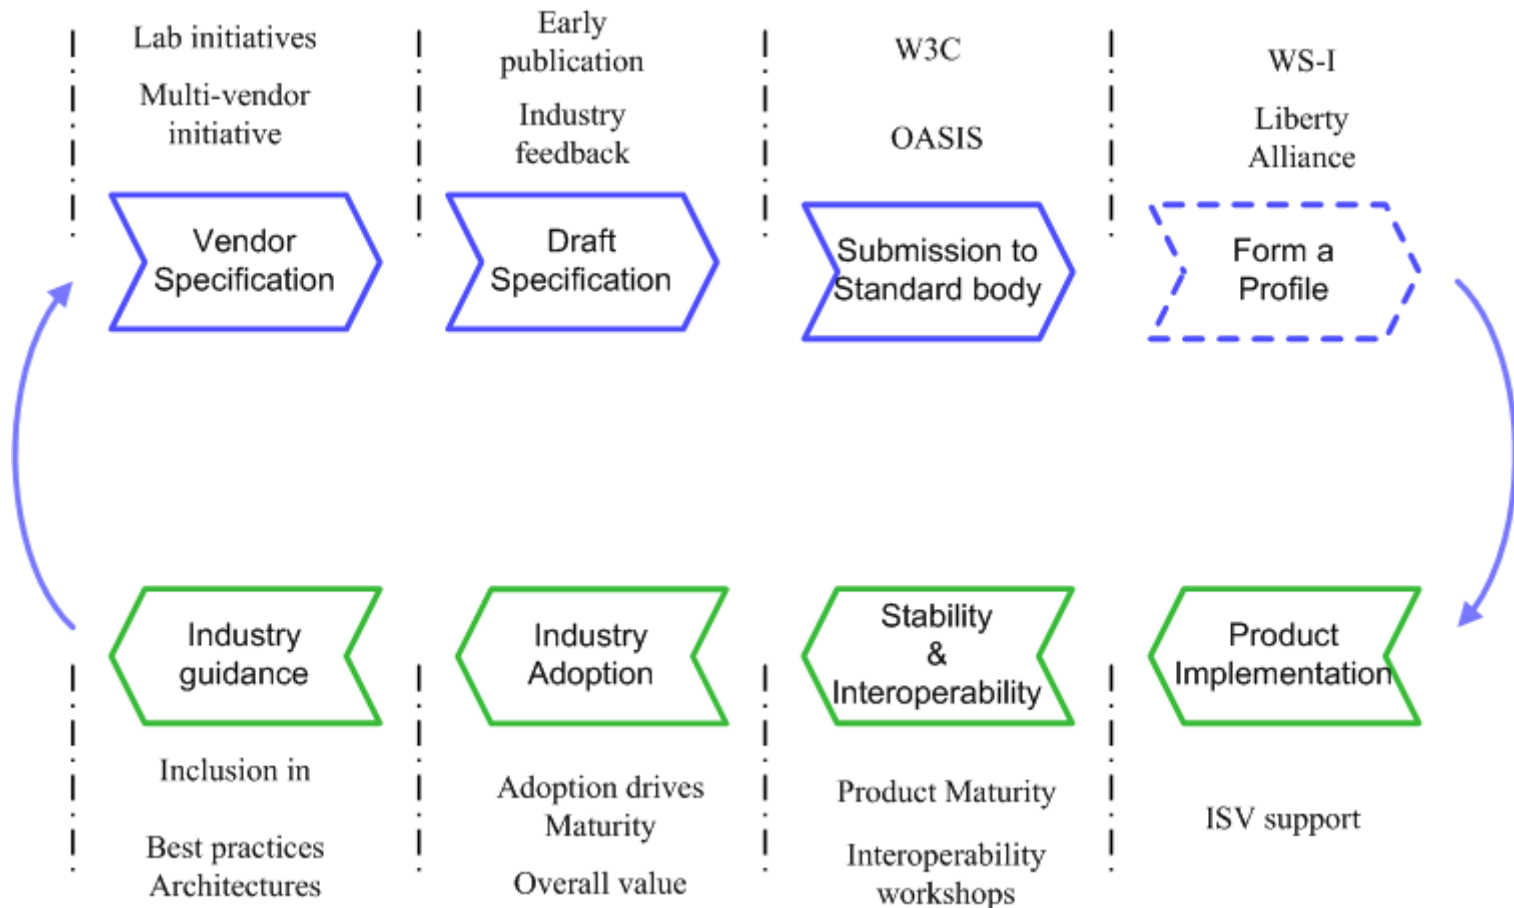 Lab initiatives
Multi-vendor
initiative
Early
publication
Industry
feedback
W3C
OASIS
WS-I
Liberty
Alliance
Vendor
Specification
Draft
Specification
Submission to
Standard body
Form a
Profile
Industry
guidance
Industry
Adoption
Stability
&
Interoperability
Product
Implementation
Inclusion in
Best practices
Architectures
Adoption drives
Maturity
Overall value
Product Maturity
Interoperability
workshops
ISV support